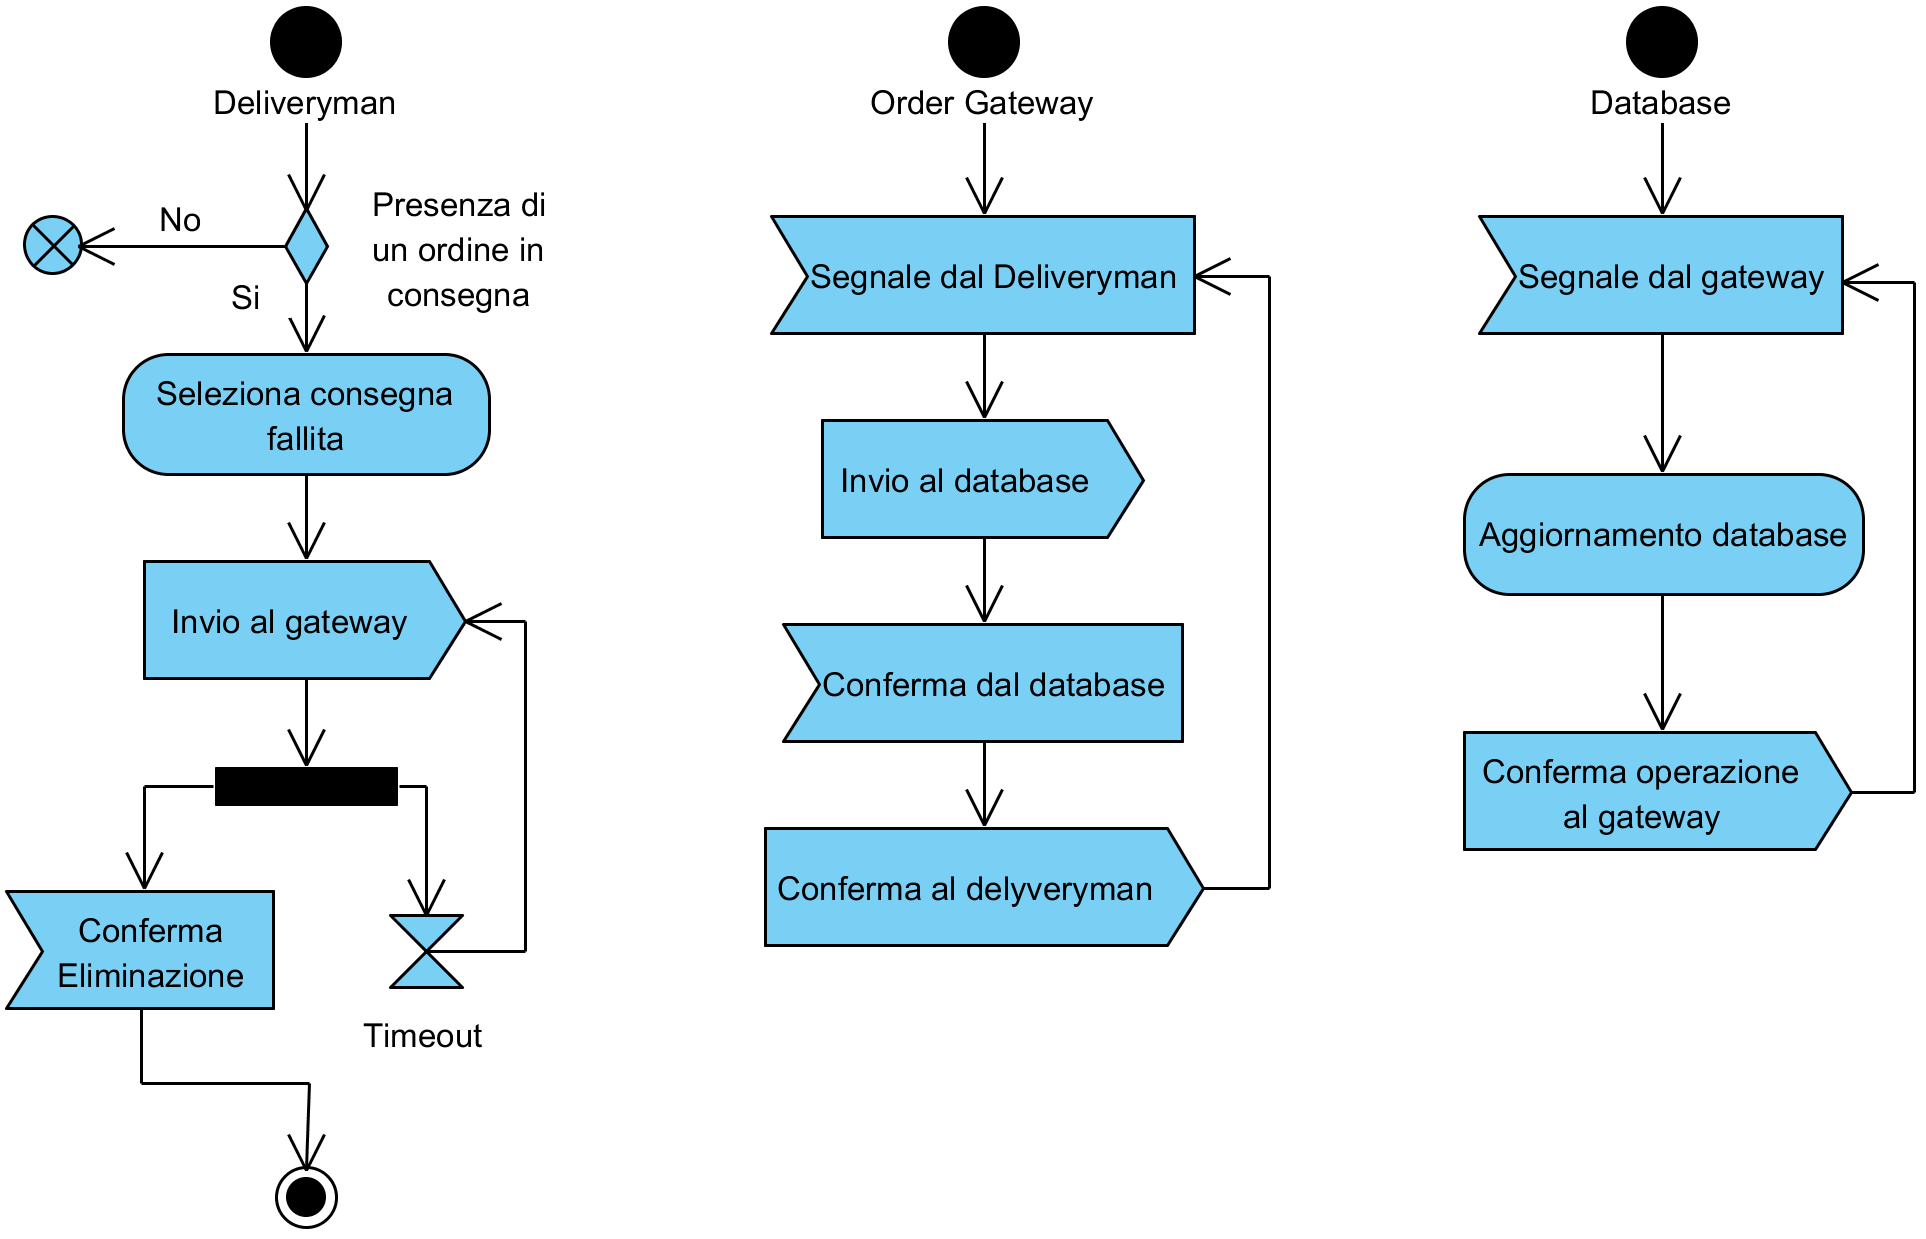 Deliveryman
No
Presenza di
un ordine in
consegna
Si
Seleziona consegna
fallita
Invio al gateway
Conferma
Eliminazione
Timeout
Order Gateway
Segnale dal Deliveryman
Invio al database
Conferma dal database
Conferma al delyveryman
Database
Segnale dal gateway
Aggiornamento database
Conferma operazione
al gateway